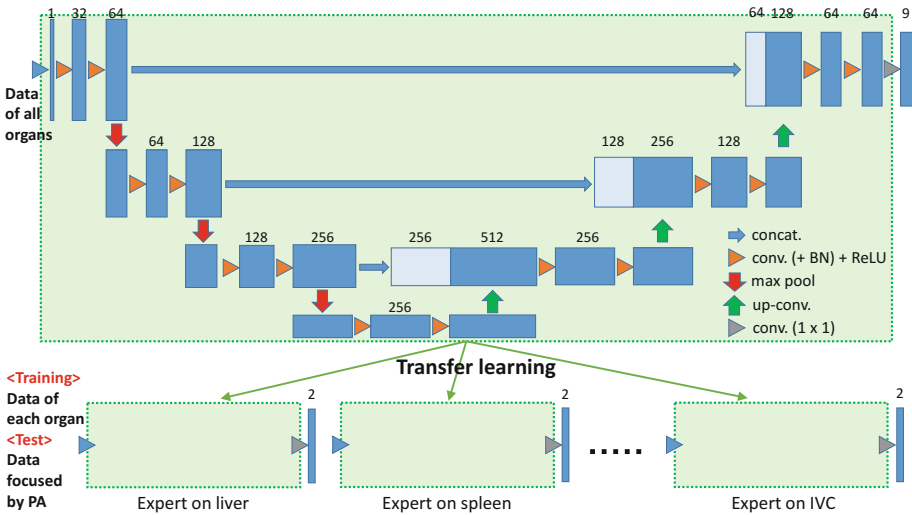 1 32 64 64 128 64 64 9
Data
of all
organs
64 128 128 256 128
128 256 256 512 256
256
concat.
conv. (+ BN) + ReLU
max pool
up-conv.
conv. (1 x 1)
Transfer learning
<Training>
Data of
each organ
<Test>
Data
focused
by PA
2 2 2
.....
Expert on liver
Expert on spleen
Expert on IVC